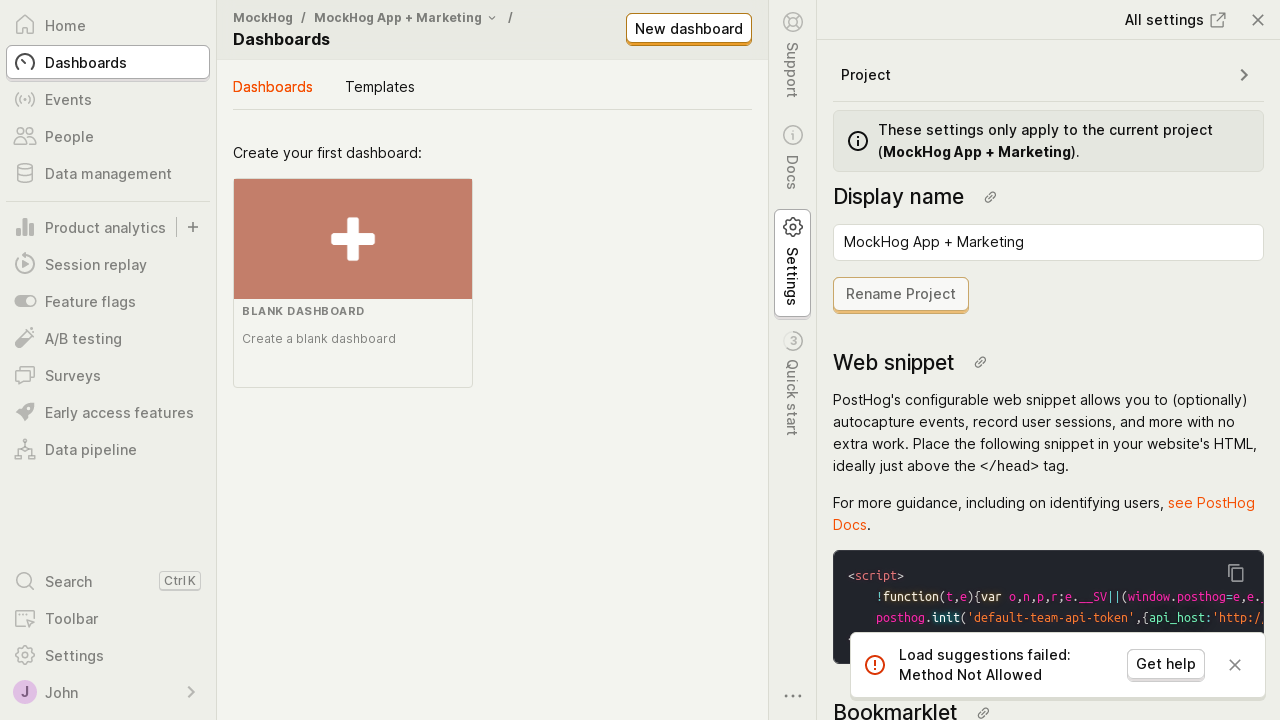 Home
Dashboards
Events
People
Data management
Product analytics
Session replay
Feature flags
A/B testing
Surveys
Early access features
Data pipeline
Search
Ctrl K
Toolbar
Settings
J
John
MockHog / MockHog App + Marketing /
Dashboards
New dashboard
Dashboards
Templates
Create your first dashboard:
BLANK DASHBOARD
Create a blank dashboard
Support
Docs
Settings
3
Quick start
All settings
Project
These settings only apply to the current project
(MockHog App + Marketing).
Display name
MockHog App + Marketing
Rename Project
Web snippet
PostHog's configurable web snippet allows you to (optionally)
autocapture events, record user sessions, and more with no
extra work. Place the following snippet in your website's HTML,
ideally just above the </head> tag.
For more guidance, including on identifying users, see PostHog
Docs.
<script>
!function(t,e){var o,n,p,r;e.__SV||(window.posthog=e,e.
posthog.init('default-team-api-token',{api_host:'http:/
Load suggestions failed:
Method Not Allowed
Get help
Bookmarklet